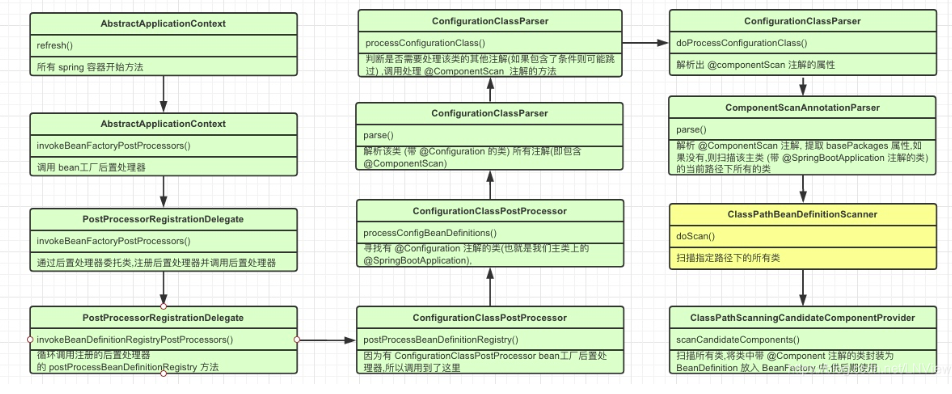 AbstractApplicationContext
refresh()
所有 spring 容器开始方法
AbstractApplicationContext
invokeBeanFactoryPostProcessors()
调用 bean工厂后置处理器
PostProcessorRegistrationDelegate
invokeBeanFactoryPostProcessors()
通过后置处理器委托类,注册后置处理器并调用后置处理器
PostProcessorRegistrationDelegate
invokeBeanDefinitionRegistryPostProcessors()
循环调用注册的后置处理器
的 postProcessBeanDefinitionRegistry 方法
ConfigurationClassPostProcessor
postProcessBeanDefinitionRegistry()
因为有 ConfigurationClassPostProcessor bean工厂后置处
理器,所以调用到了这里
ConfigurationClassPostProcessor
processConfigBeanDefinitions()
寻找有 @Configuration 注解的类(也就是我们主类上的
@SpringBootApplication),
ConfigurationClassParser
parse()
解析该类 (带 @Configuration 的类) 所有注解(即包含
@ComponentScan)
ConfigurationClassParser
processConfigurationClass()
判断是否需要处理该类的其他注解(如果包含了条件则可能跳
过) ,调用处理 @ComponentScan 注解的方法
ConfigurationClassParser
doProcessConfigurationClass()
解析出 @componentScan 注解的属性
ComponentScanAnnotationParser
parse()
解析 @ComponentScan 注解, 提取 basePackages 属性,如
果没有,则扫描该主类 (带 @SpringBootApplication 注解的类)
的当前路径下所有的类
ClassPathBeanDefinitionScanner
doScan()
扫描指定路径下的所有类
ClassPathScanningCandidateComponentProvider
scanCandidateComponents()
扫描所有类,将类中带 @Component 注解的类封装为
BeanDefinition 放入 BeanFactory 中,供后期使用